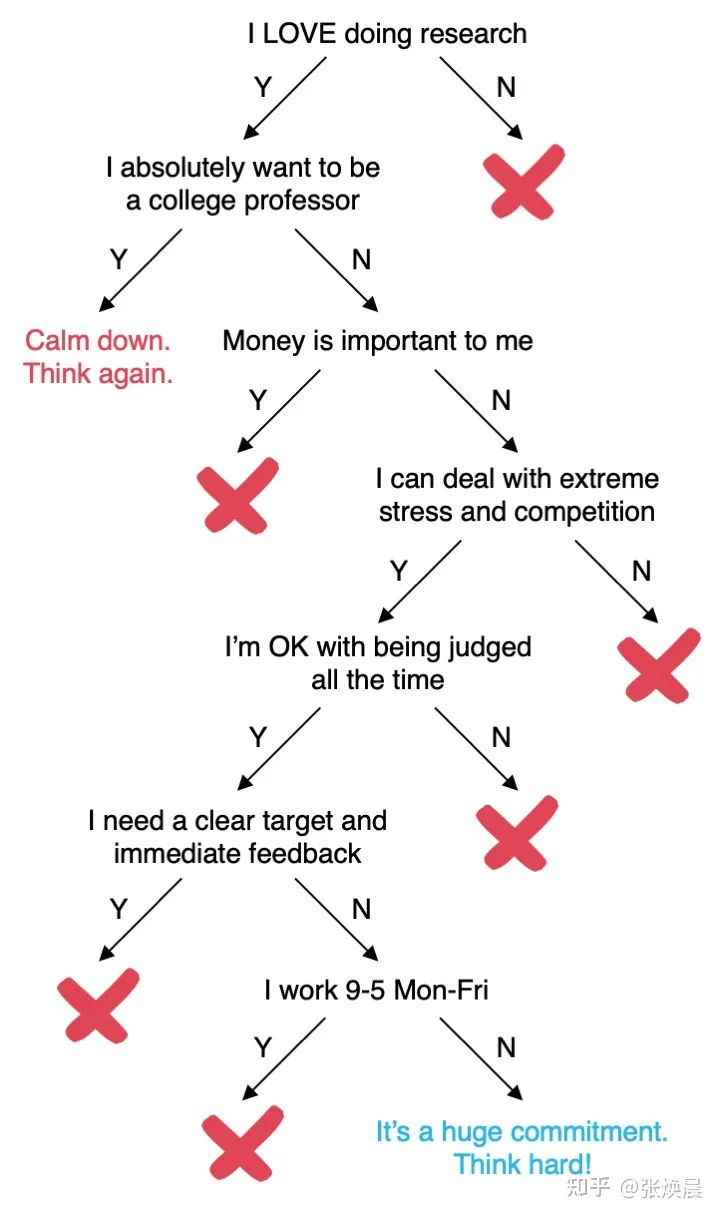 I LOVE doing research
Y
N
I absolutely want to be
a college professor
Y
N
Calm down.
Think again.
Money is important to me
Y
N
I can deal with extreme
stress and competition
Y
N
I'm OK with being judged
all the time
Y
N
I need a clear target and
immediate feedback
Y
N
I work 9-5 Mon-Fri
Y
N
It's a huge commitment.
Think hard!
知乎 @张焕晨